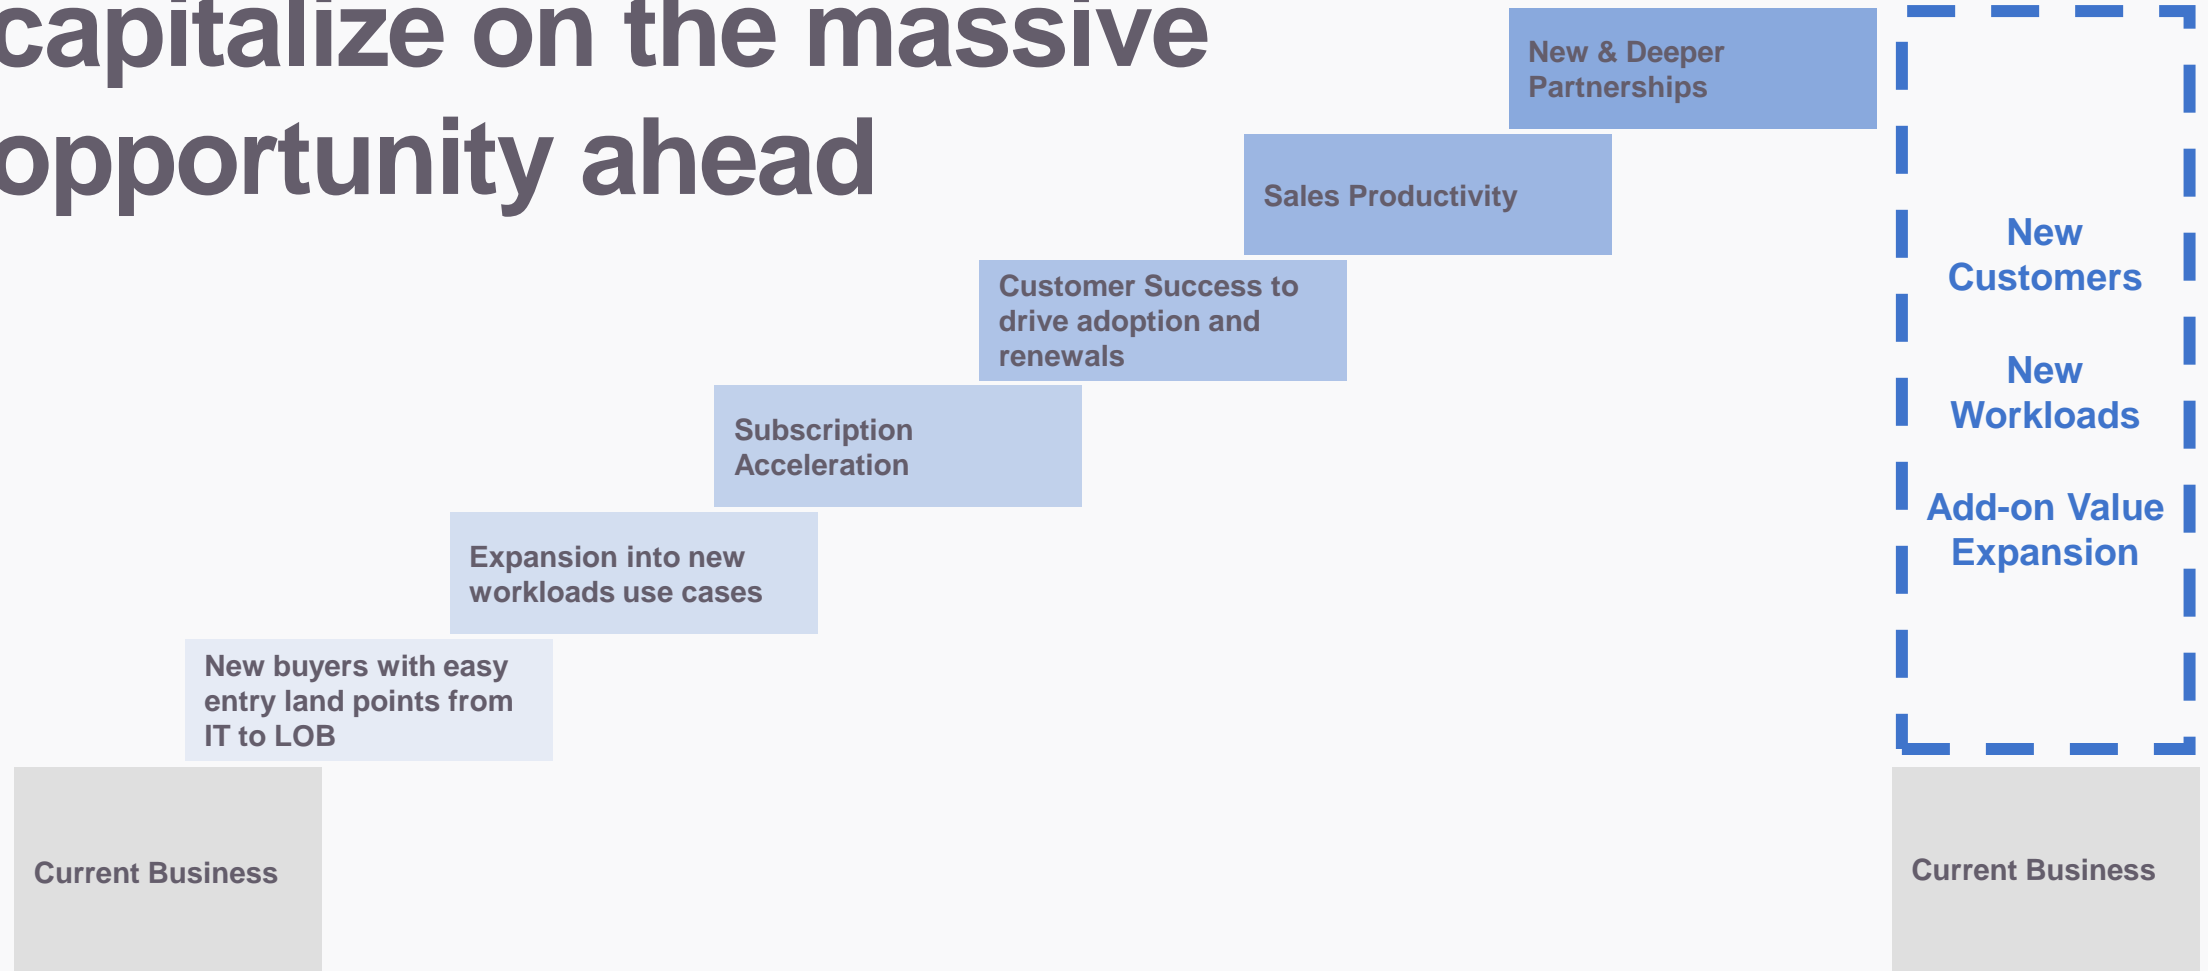 capitalize on the massive
opportunity ahead
New & Deeper
Partnerships
Sales Productivity
Customer Success to
drive adoption and
renewals
Subscription
Acceleration
Expansion into new
workloads use cases
New buyers with easy
entry land points from
IT to LOB
Current Business
New
Customers
New
Workloads
Add-on Value
Expansion
Current Business